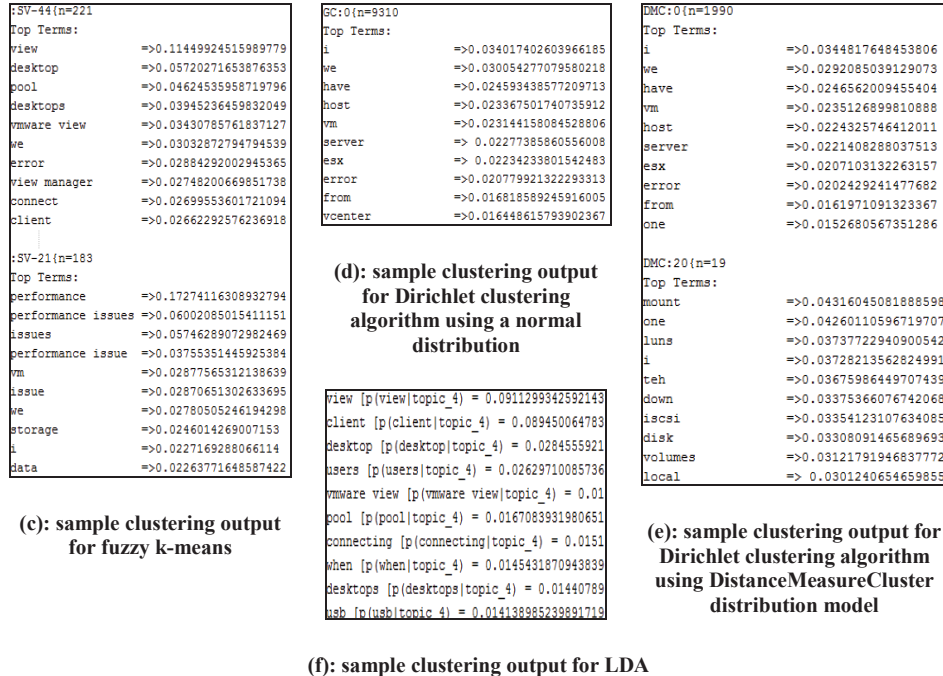 :SV-44{n=221
Top Terms:
view =>0.11449924515989779
desktop =>0.05720271653876353
pool =>0.04624535958719796
desktops =>0.03945236459832049
vmware view =>0.03430785761837127
we =>0.03032872794794539
error =>0.02884292002945365
view manager =>0.02748200669851738
connect =>0.02699553601721094
client =>0.02662292576236918
:SV-21{n=183
Top Terms:
performance =>0.17274116308932794
performance issues =>0.06002085015411151
issues =>0.05746289072982469
performance issue =>0.03755351445925384
vm =>0.02877565312138639
issue =>0.02870651302633695
we =>0.02780505246194298
storage =>0.0246014269007153
i =>0.0227169288066114
data =>0.02263771648587422
(c): sample clustering output
for fuzzy k-means
GC:0{n=9310
Top Terms:
i =>0.034017402603966185
we =>0.030054277079580218
have =>0.024593438577209713
host =>0.023367501740735912
vm =>0.023144158084528806
server => 0.02277385860556008
esx => 0.02234233801542483
error =>0.020779921322293313
from =>0.016818589245916005
vcenter =>0.016448615793902367
(d): sample clustering output
for Dirichlet clustering
algorithm using a normal
distribution
view [p(view|topic_4) = 0.0911299342592143
client [p(client|topic_4) = 0.089450064783
desktop [p(desktop|topic_4) = 0.0284555921
users [p(users|topic_4) = 0.02629710085736
vmware view [p(vmware view|topic_4) = 0.01
pool [p(pool|topic_4) = 0.0167083931980651
connecting [p(connecting|topic_4) = 0.0151
when [p(when|topic_4) = 0.0145431870943839
desktops [p(desktops|topic_4) = 0.01440789
usb [p(usb|topic_4) = 0.014138985239891719
DMC:0{n=1990
Top Terms:
i =>0.0344817648453806
we =>0.0292085039129073
have =>0.0246562009455404
vm =>0.0235126899810888
host =>0.0224325746412011
server =>0.0221408288037513
esx =>0.0207103132263157
error =>0.0202429241477682
from =>0.0161971091323367
one =>0.0152680567351286
DMC:20{n=19
Top Terms:
mount =>0.04316045081888598
one =>0.04260110596719707
luns =>0.03737722940900542
i =>0.03728213562824991
teh =>0.03675986449707439
down =>0.03375366076742068
iscsi =>0.03354123107634085
disk =>0.03308091465689693
volumes =>0.03121791946837772
local => 0.0301240654659855
(e): sample clustering output for
Dirichlet clustering algorithm
using DistanceMeasureCluster
distribution model
(f): sample clustering output for LDA